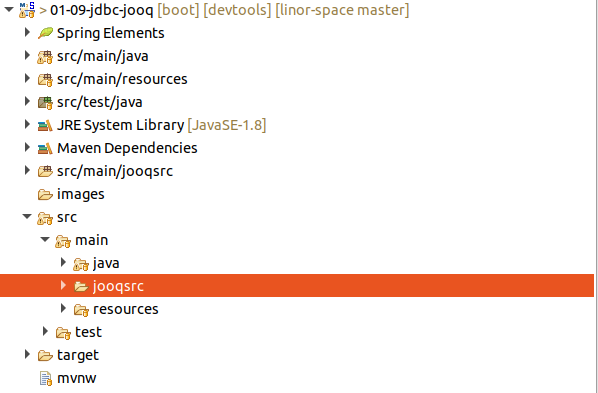 > 01-09-jdbc-jooq [boot] [devtools] [linor-space master]
Spring Elements
src/main/java
src/main/resources
src/test/java
JRE System Library [JavaSE-1.8]
Maven Dependencies
src/main/jooqsrc
images
src
main
java
jooqsrc
resources
test
target
mvnw